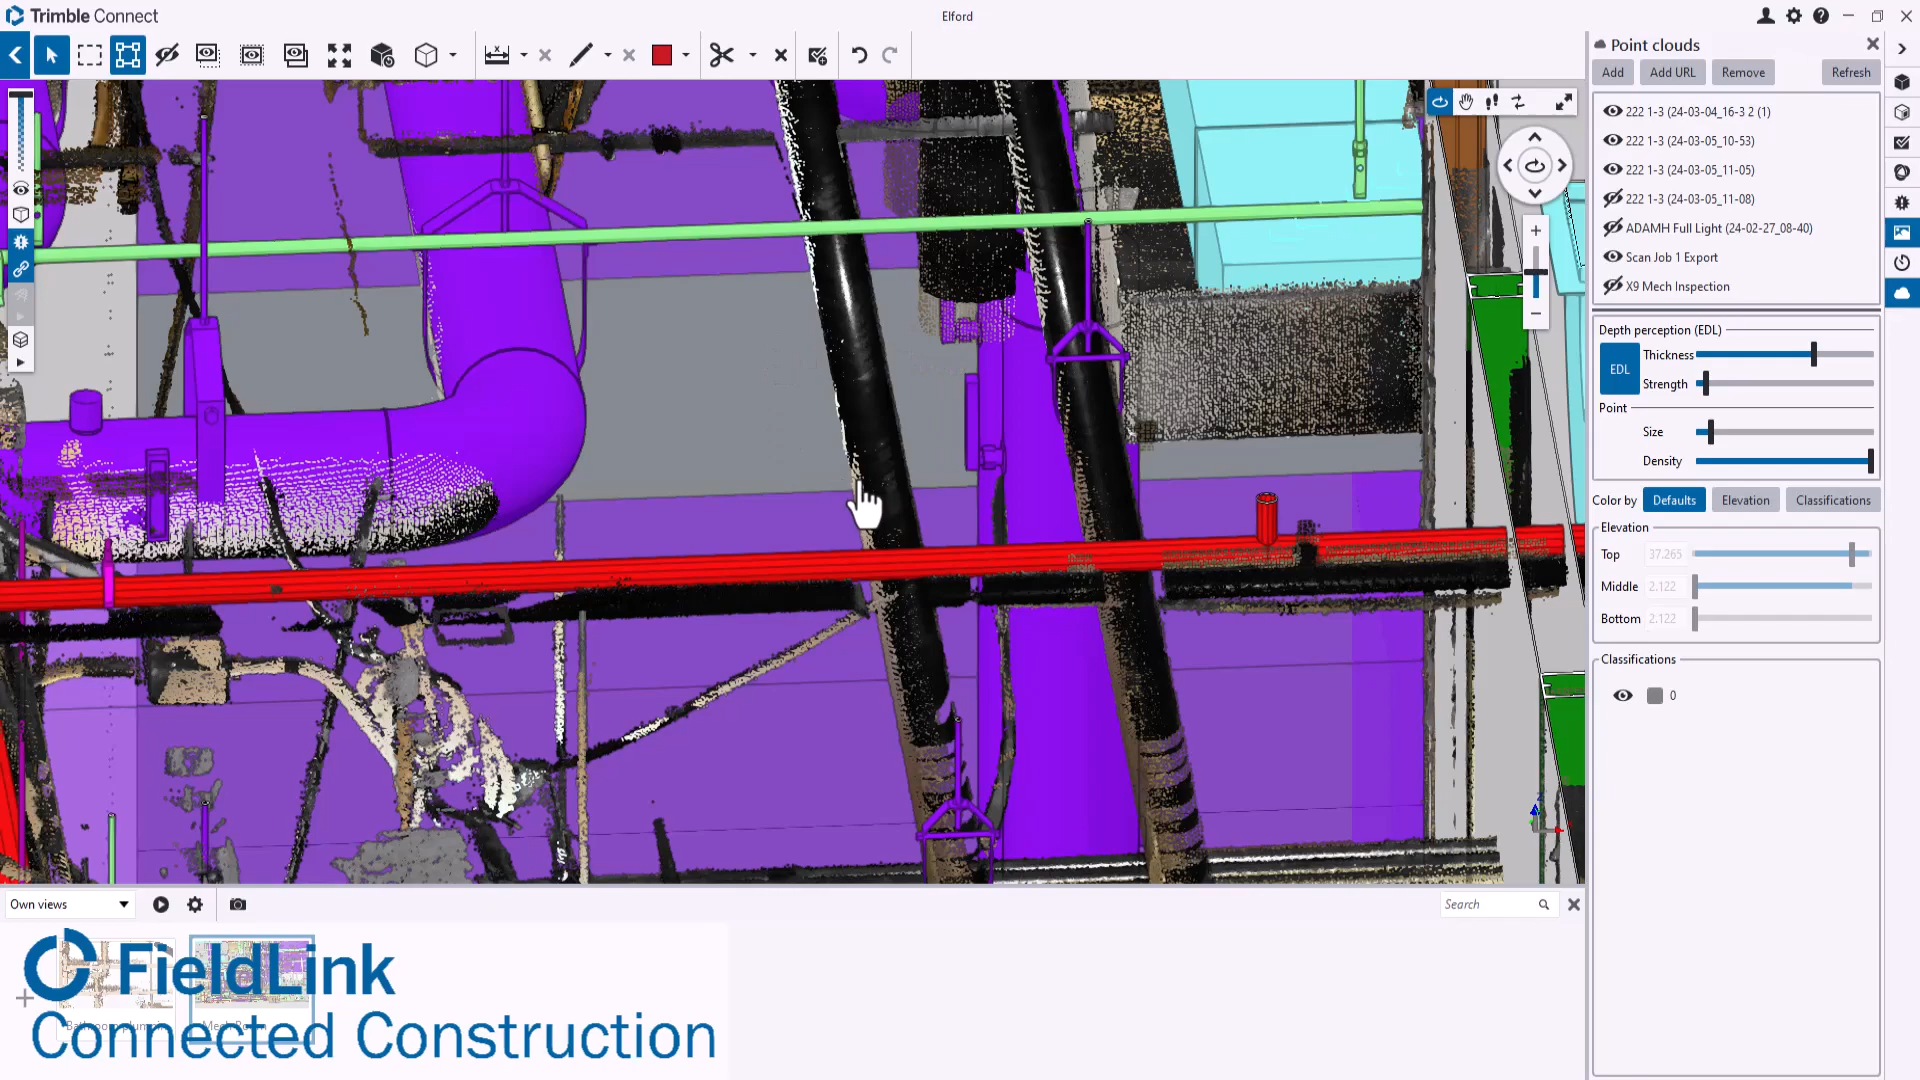 Trimble Connect
Elford
Point clouds
Add
Add URL
Remove
Refresh
222 1-3 (24-03-04_16-3 2 (1)
222 1-3 (24-03-05_10-53)
222 1-3 (24-03-05_11-05)
222 1-3 (24-03-05_11-08)
ADAMH Full Light (24-02-27_08-40)
Scan Job 1 Export
X9 Mech Inspection
Depth perception (EDL)
EDL
Thickness
Strength
Point
Size
Density
Color by
Defaults
Elevation
Classifications
Elevation
Top 37.265
Middle 2.122
Bottom 2.122
Classifications
0
Own views
Search
FieldLink
Connected Construction